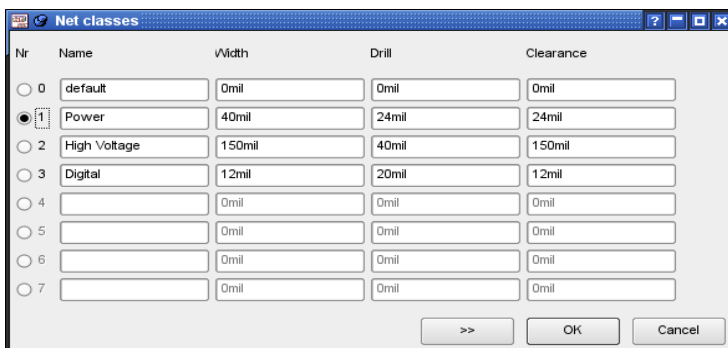 Net classes
Nr Name Width Drill Clearance
0 default 0mil 0mil 0mil
1 Power 40mil 24mil 24mil
2 High Voltage 150mil 40mil 150mil
3 Digital 12mil 20mil 12mil
4 0mil 0mil 0mil
5 0mil 0mil 0mil
6 0mil 0mil 0mil
7 0mil 0mil 0mil
>> OK Cancel